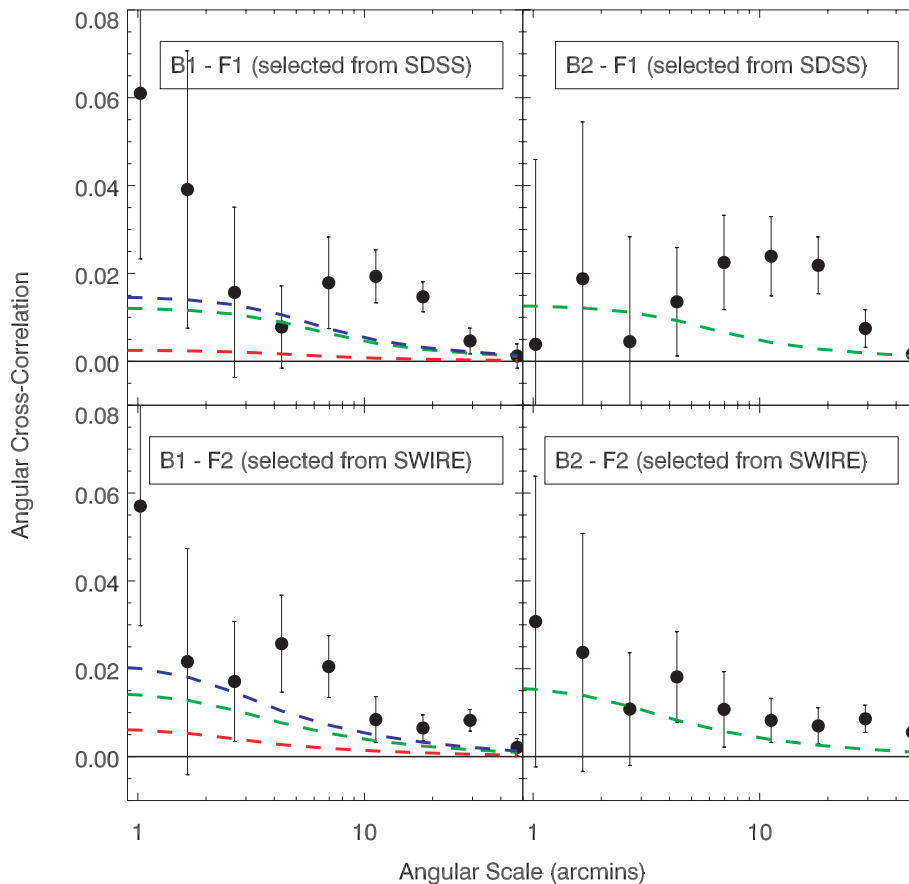 0.08
0.06
0.04
0.02
0.00
B1 - F1 (selected from SDSS)
B2 - F1 (selected from SDSS)
0.08
0.06
0.04
0.02
0.00
B1 - F2 (selected from SWIRE)
B2 - F2 (selected from SWIRE)
1
10
1
10
Angular Cross-Correlation
Angular Scale (arcmins)